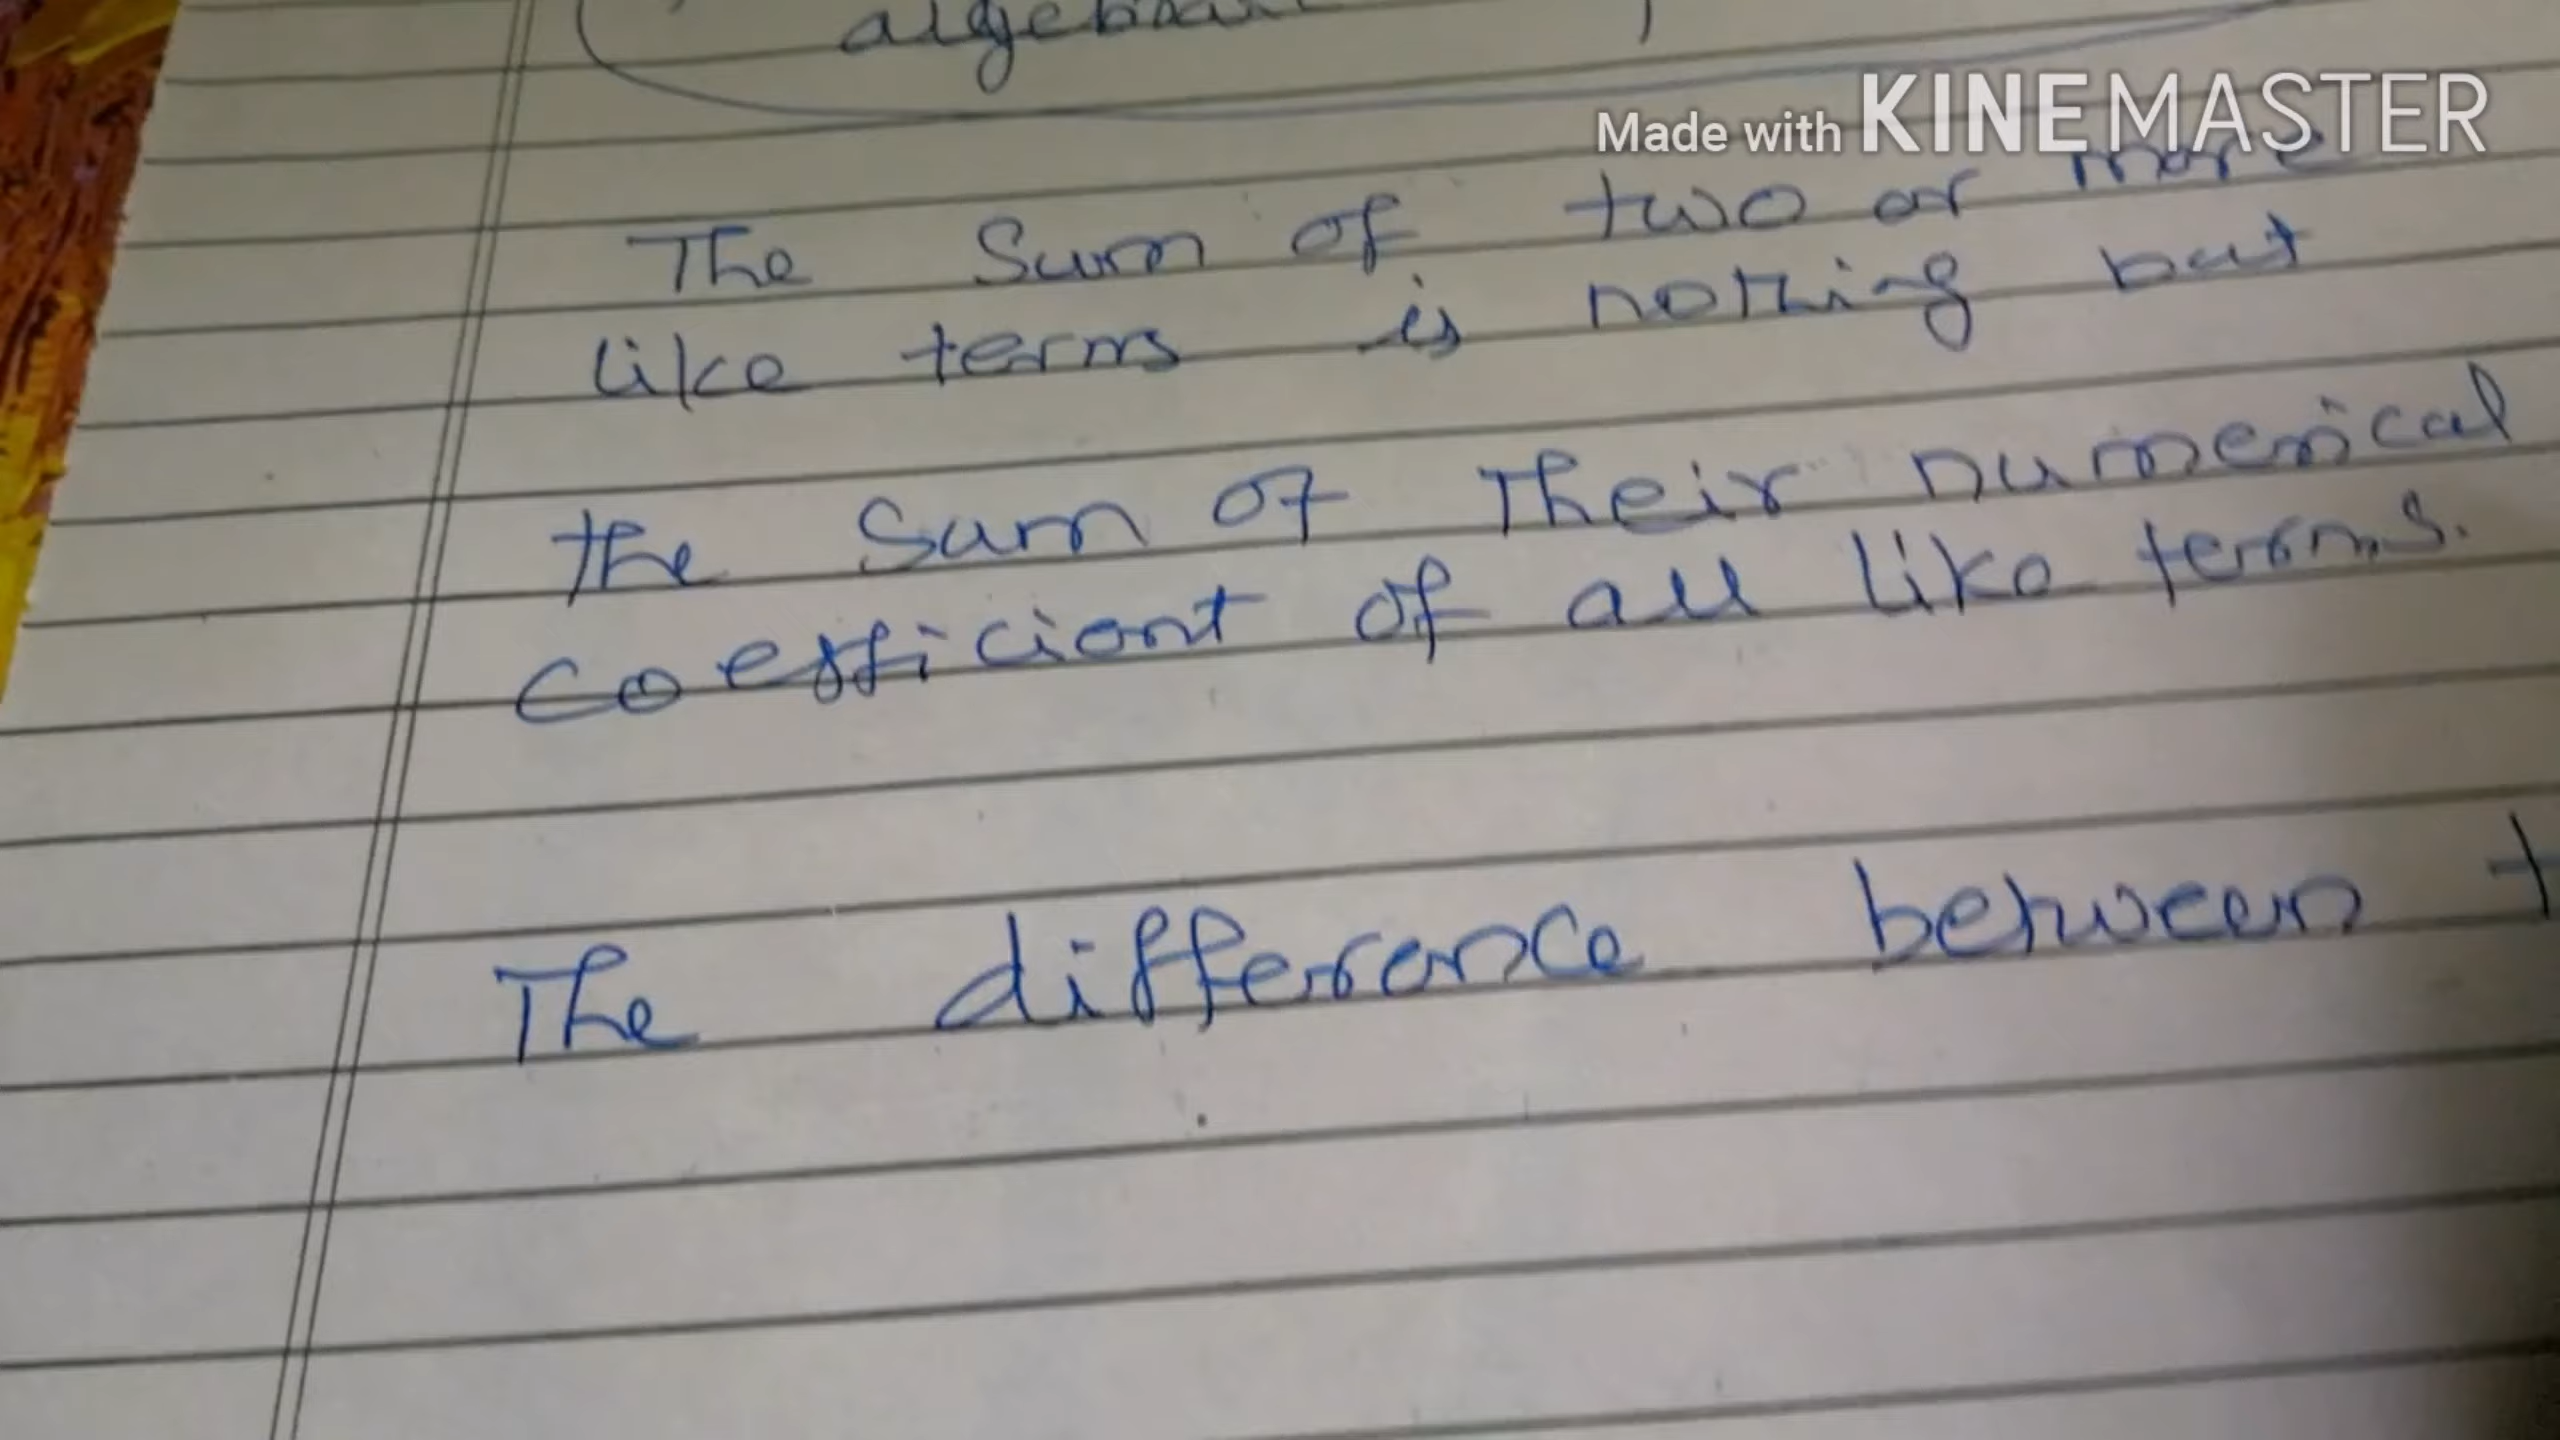 Made with KINEMASTER
The Sum of two or more
like terms is nothing but
the Sum of Their numerical
coefficient of all like terms.
The difference between t